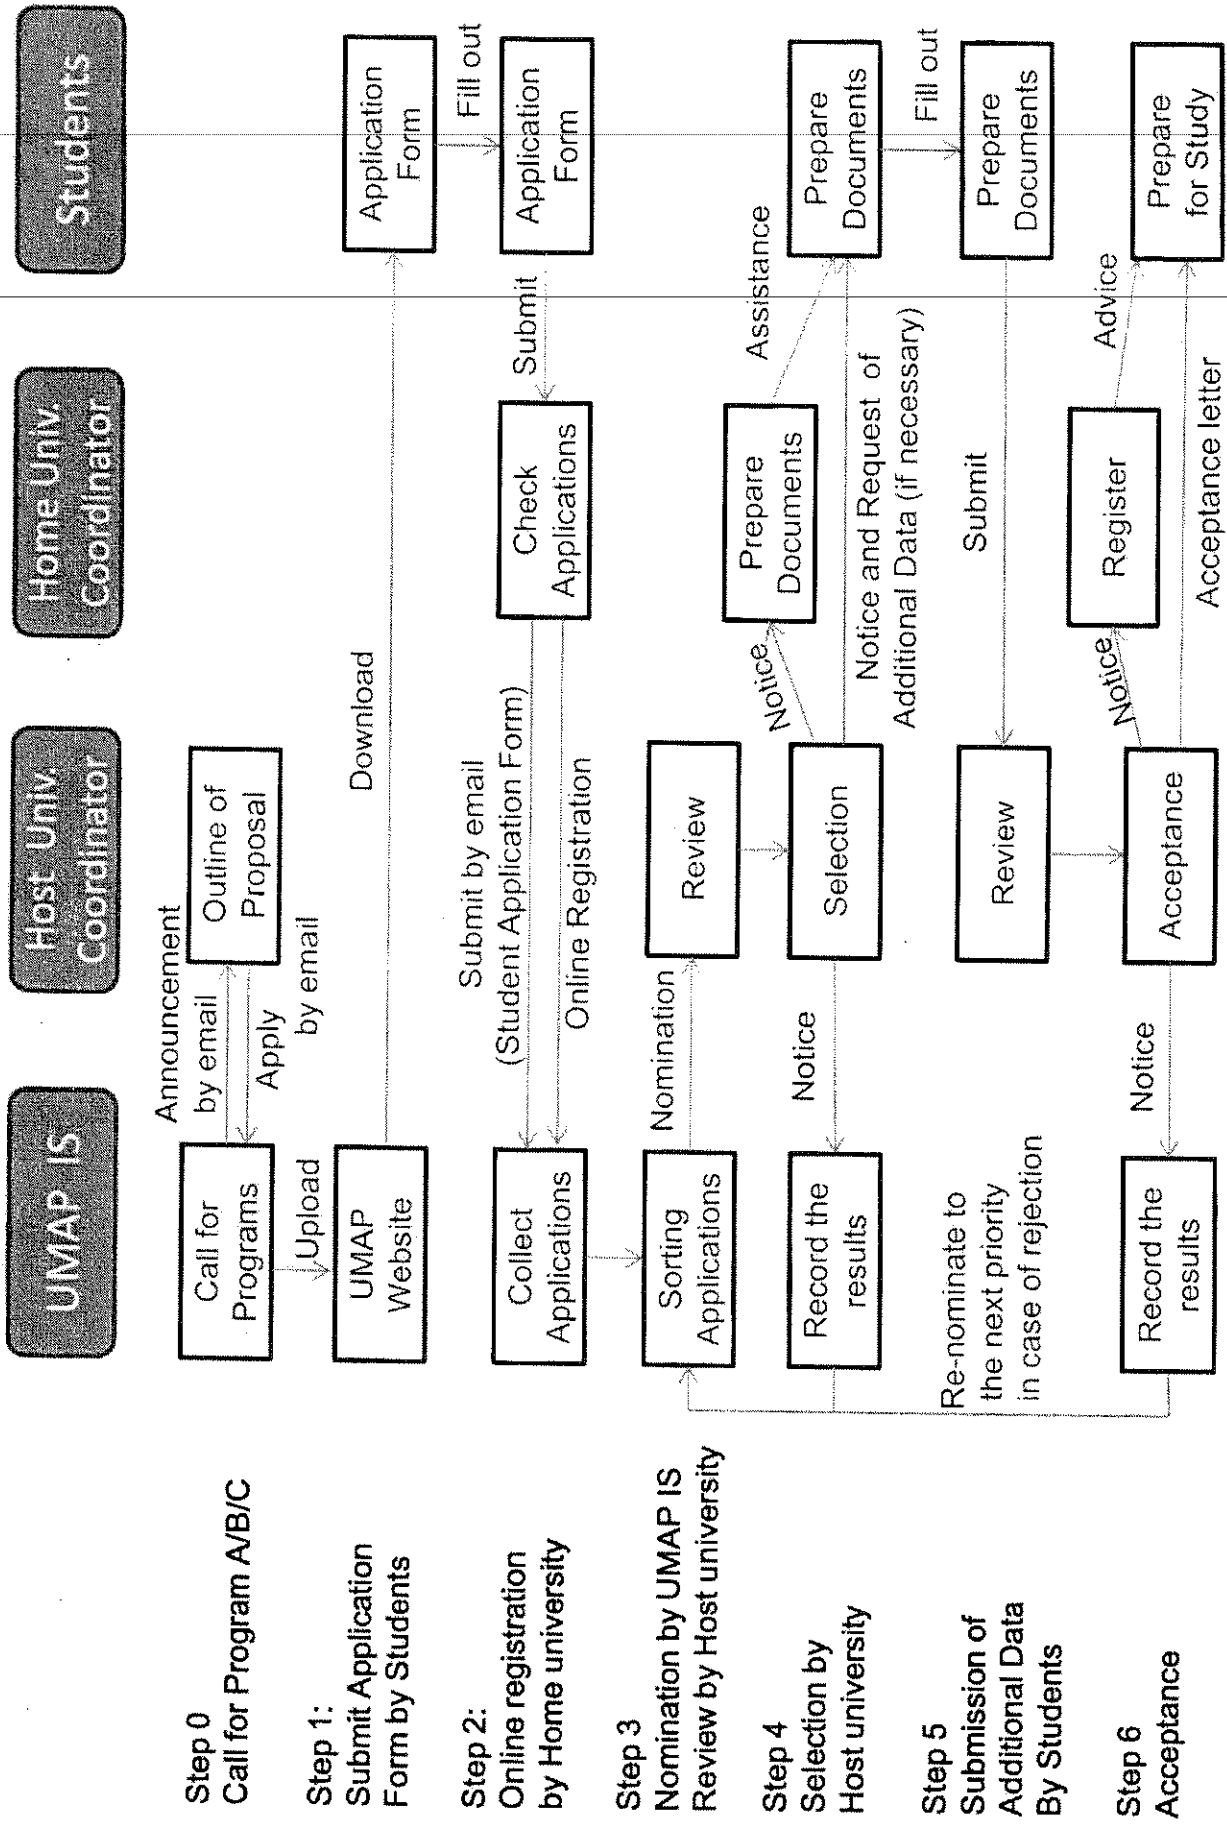 UMAP IS
Host Univ.
Coordinator
Home Univ.
Coordinator
Students
Step 0
Call for Program A/B/C
Call for
Programs
Announcement
by email
Apply
by email
Outline of
Proposal
Upload
Step 1:
Submit Application
Form by Students
UMAP
Website
Download
Application
Form
Fill out
Step 2:
Online registration
by Home university
Collect
Applications
Submit by email
(Student Application Form)
Online Registration
Check
Applications
Submit
Application
Form
Step 3
Nomination by UMAP IS
Review by Host university
Sorting
Applications
Nomination
Review
Step 4
Selection by
Host university
Record the
results
Notice
Selection
Notice
Prepare
Documents
Assistance
Notice and Request of
Additional Data (if necessary)
Prepare
Documents
Fill out
Step 5
Submission of
Additional Data
By Students
Re-nominate to
the next priority
in case of rejection
Review
Submit
Prepare
Documents
Step 6
Acceptance
Record the
results
Notice
Acceptance
Notice
Register
Advice
Acceptance letter
Prepare
for Study